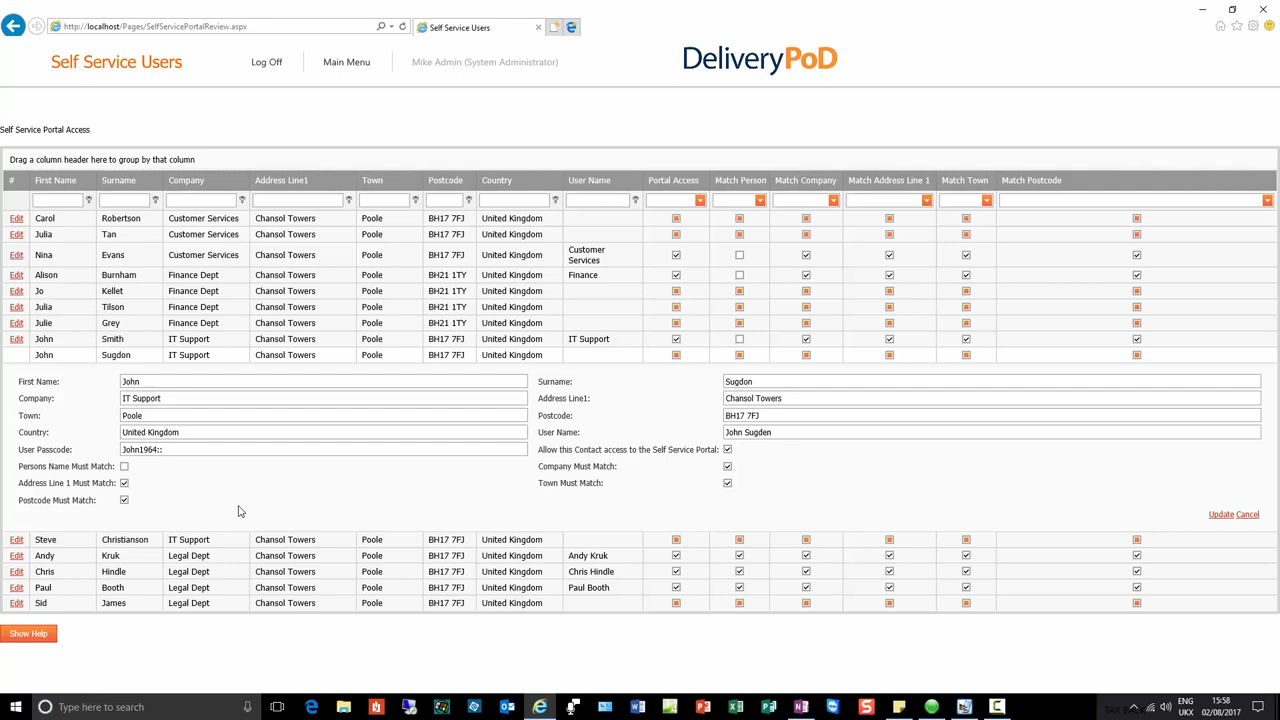 http://localhost/Pages/SelfServicePortalReview.aspx
Self Service Users
Self Service Users
Log Off
Main Menu
Mike Admin (System Administrator)
DeliveryPoD
Self Service Portal Access
Drag a column header here to group by that column
# First Name Surname Company Address Line1 Town Postcode Country User Name Portal Access Match Person Match Company Match Address Line 1 Match Town Match Postcode
Edit Carol Robertson Customer Services Chansol Towers Poole BH17 7FJ United Kingdom
Edit Julia Tan Customer Services Chansol Towers Poole BH17 7FJ United Kingdom
Edit Nina Evans Customer Services Chansol Towers Poole BH17 7FJ United Kingdom Customer
Services
Edit Alison Burnham Finance Dept Chansol Towers Poole BH21 1TY United Kingdom Finance
Edit Jo Kellet Finance Dept Chansol Towers Poole BH21 1TY United Kingdom
Edit Julia Tilson Finance Dept Chansol Towers Poole BH21 1TY United Kingdom
Edit Julie Grey Finance Dept Chansol Towers Poole BH21 1TY United Kingdom
Edit John Smith IT Support Chansol Towers Poole BH17 7FJ United Kingdom IT Support
John Sugdon IT Support Chansol Towers Poole BH17 7FJ United Kingdom
First Name: John Surname: Sugdon
Company: IT Support Address Line1: Chansol Towers
Town: Poole Postcode: BH17 7FJ
Country: United Kingdom User Name: John Sugden
User Passcode: John1964:: Allow this Contact access to the Self Service Portal:
Persons Name Must Match: Company Must Match:
Address Line 1 Must Match: Town Must Match:
Postcode Must Match:
Update Cancel
Edit Steve Christianson IT Support Chansol Towers Poole BH17 7FJ United Kingdom
Edit Andy Kruk Legal Dept Chansol Towers Poole BH17 7FJ United Kingdom Andy Kruk
Edit Chris Hindle Legal Dept Chansol Towers Poole BH17 7FJ United Kingdom Chris Hindle
Edit Paul Booth Legal Dept Chansol Towers Poole BH17 7FJ United Kingdom Paul Booth
Edit Sid James Legal Dept Chansol Towers Poole BH17 7FJ United Kingdom
Show Help
Type here to search
ENG
UKX
15:58
02/08/2017